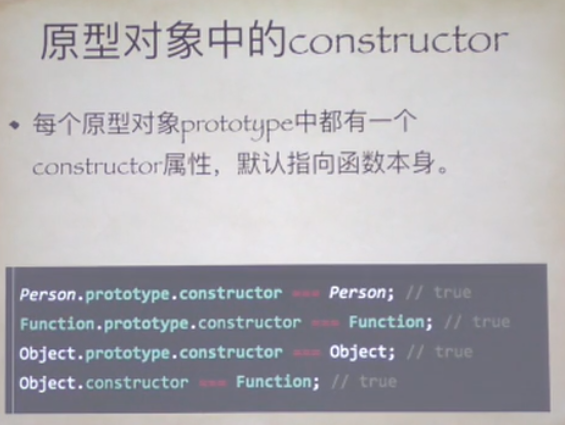 原型对象中的constructor
• 每个原型对象prototype中都有一个
constructor属性，默认指向函数本身。
Person.prototype.constructor === Person; // true
Function.prototype.constructor === Function; // true
Object.prototype.constructor === Object; // true
Object.constructor === Function; // true